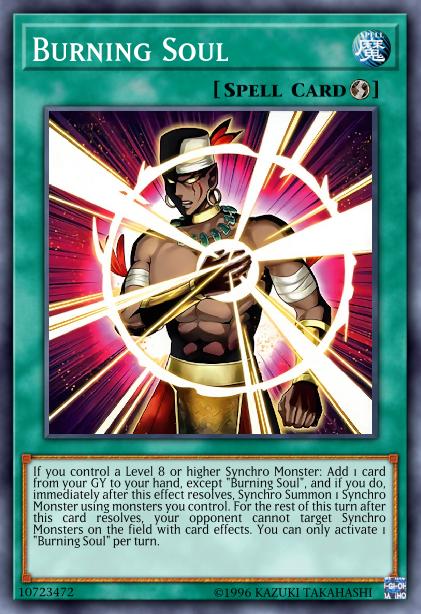 Burning Soul
SPELL
魔
[Spell Card]
If you control a Level 8 or higher Synchro Monster: Add 1 card
from your GY to your hand, except "Burning Soul", and if you do,
immediately after this effect resolves, Synchro Summon 1 Synchro
Monster using monsters you control. For the rest of this turn after
this card resolves, your opponent cannot target Synchro
Monsters on the field with card effects. You can only activate 1
"Burning Soul" per turn.
10723472
©1996 KAZUKI TAKAHASHI